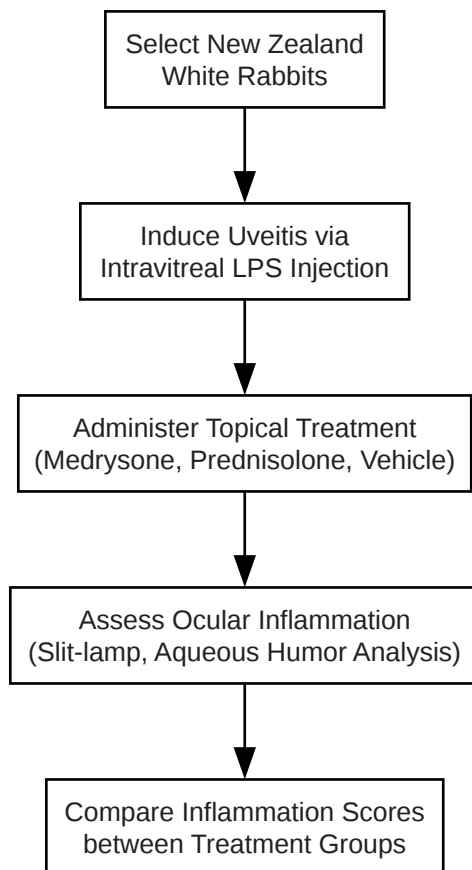 Select New Zealand
White Rabbits
Induce Uveitis via
Intravitreal LPS Injection
Administer Topical Treatment
(Medrysone, Prednisolone, Vehicle)
Assess Ocular Inflammation
(Slit-lamp, Aqueous Humor Analysis)
Compare Inflammation Scores
between Treatment Groups